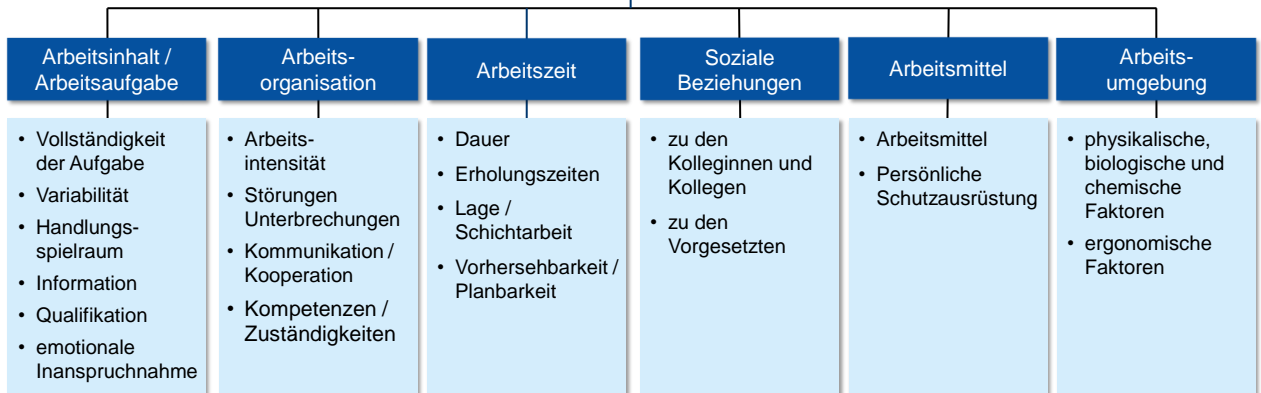 Arbeitsinhalt /
Arbeitsaufgabe
• Vollständigkeit
der Aufgabe
• Variabilität
• Handlungs-
spielraum
• Information
• Qualifikation
• emotionale
Inanspruchnahme
Arbeits-
organisation
• Arbeits-
intensität
• Störungen
Unterbrechungen
• Kommunikation /
Kooperation
• Kompetenzen /
Zuständigkeiten
Arbeitszeit
• Dauer
• Erholungszeiten
• Lage /
Schichtarbeit
• Vorhersehbarkeit /
Planbarkeit
Soziale
Beziehungen
• zu den
Kolleginnen und
Kollegen
• zu den
Vorgesetzten
Arbeitsmittel
• Arbeitsmittel
• Persönliche
Schutzausrüstung
Arbeits-
umgebung
• physikalische,
biologische und
chemische
Faktoren
• ergonomische
Faktoren